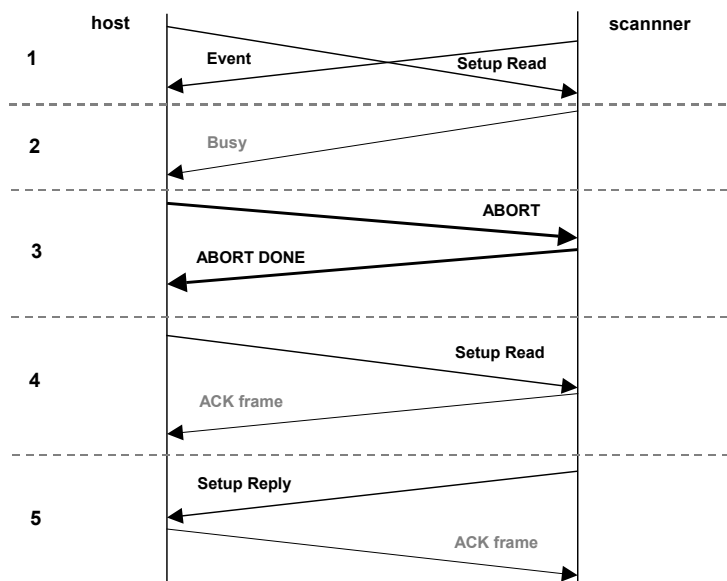 host
scannner
1
Event
Setup Read
2
Busy
3
ABORT
ABORT DONE
4
Setup Read
ACK frame
5
Setup Reply
ACK frame